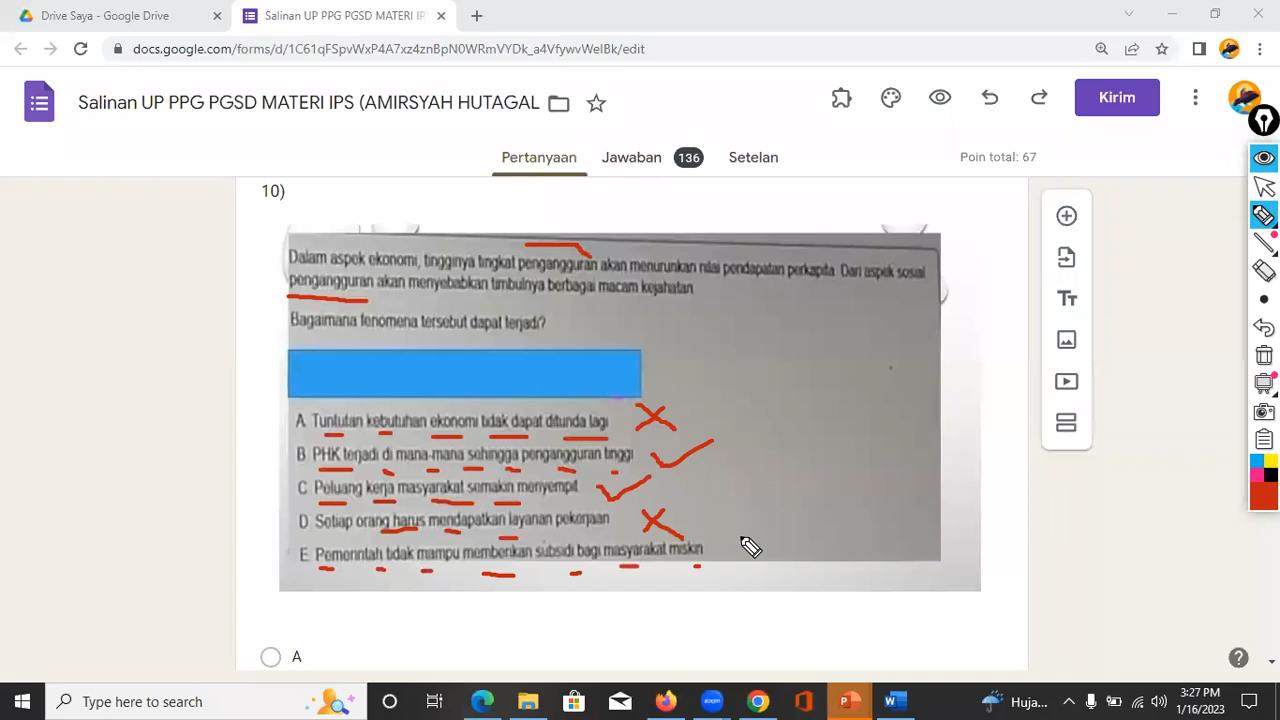 Drive Saya - Google Drive
Salinan UP PPG PGSD MATERI IPS
docs.google.com/forms/d/1C61qFSpvWxP4A7xz4znBpN0WRmVYDk_a4VfywvWelBk/edit
Salinan UP PPG PGSD MATERI IPS (AMIRSYAH HUTAGAL
Kirim
Pertanyaan
Jawaban 136
Setelan
Poin total: 67
10)
Dalam aspek ekonomi, tingginya tingkat pengangguran akan menurunkan nilai pendapatan perkapita. Dari aspek sosial
pengangguran akan menyebabkan timbulnya berbagai macam kejahatan
Bagaimana fenomena tersebut dapat terjadi?
A. Tuntutan kebutuhan ekonomi tidak dapat ditunda lagi
B. PHK terjadi di mana-mana sehingga pengangguran tinggi
C. Peluang kerja masyarakat semakin menyempit
D. Setiap orang harus mendapatkan layanan pekerjaan
E. Pemerintah tidak mampu memberikan subsidi bagi masyarakat miskin
A
Type here to search
Huja...
3:27 PM
1/16/2023